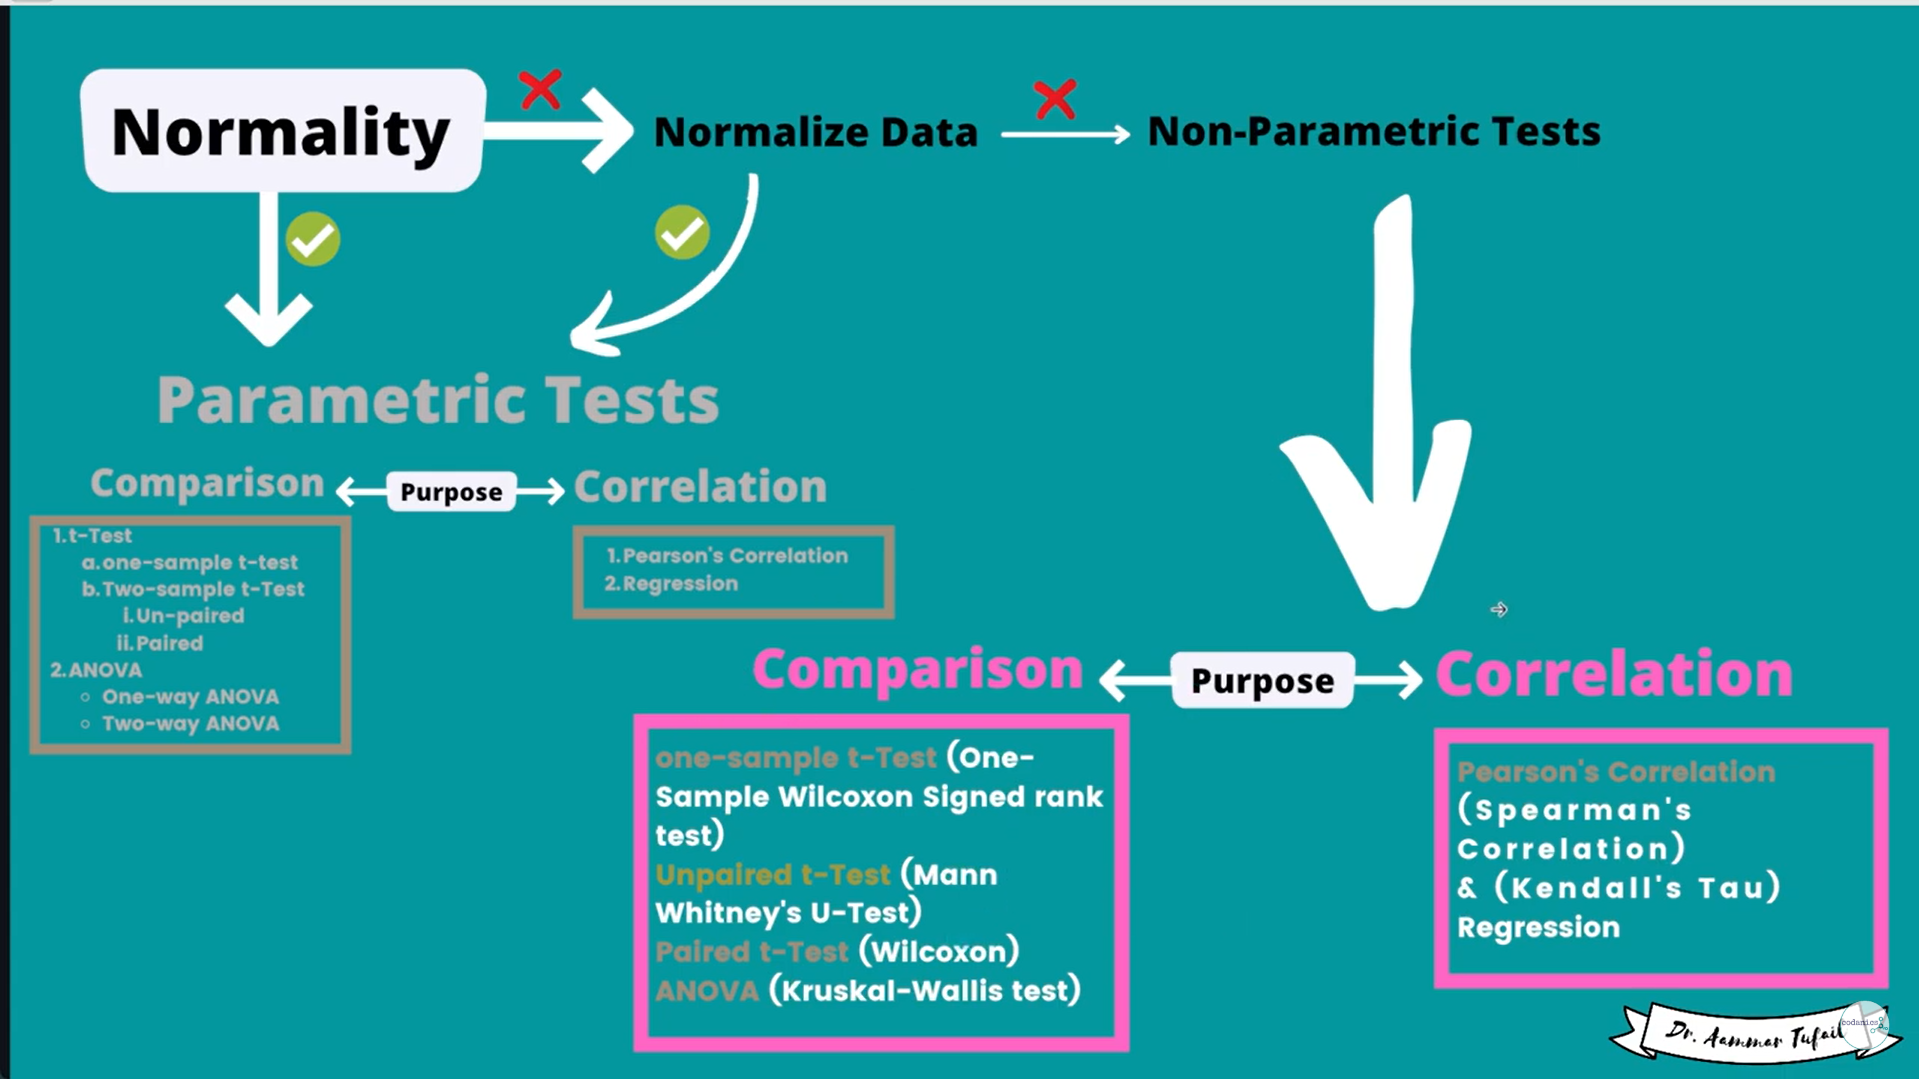 Normality
Normalize Data
Non-Parametric Tests
Parametric Tests
Comparison
Purpose
Correlation
1.t-Test
a.one-sample t-test
b.Two-sample t-Test
i.Un-paired
ii.Paired
2.ANOVA
○ One-way ANOVA
○ Two-way ANOVA
1.Pearson's Correlation
2.Regression
Comparison
Purpose
Correlation
one-sample t-Test (One-
Sample Wilcoxon Signed rank
test)
Unpaired t-Test (Mann
Whitney's U-Test)
Paired t-Test (Wilcoxon)
ANOVA (Kruskal-Wallis test)
Pearson's Correlation
(Spearman's
Correlation)
& (Kendall's Tau)
Regression
Dr. Aammar Tufail
codanics